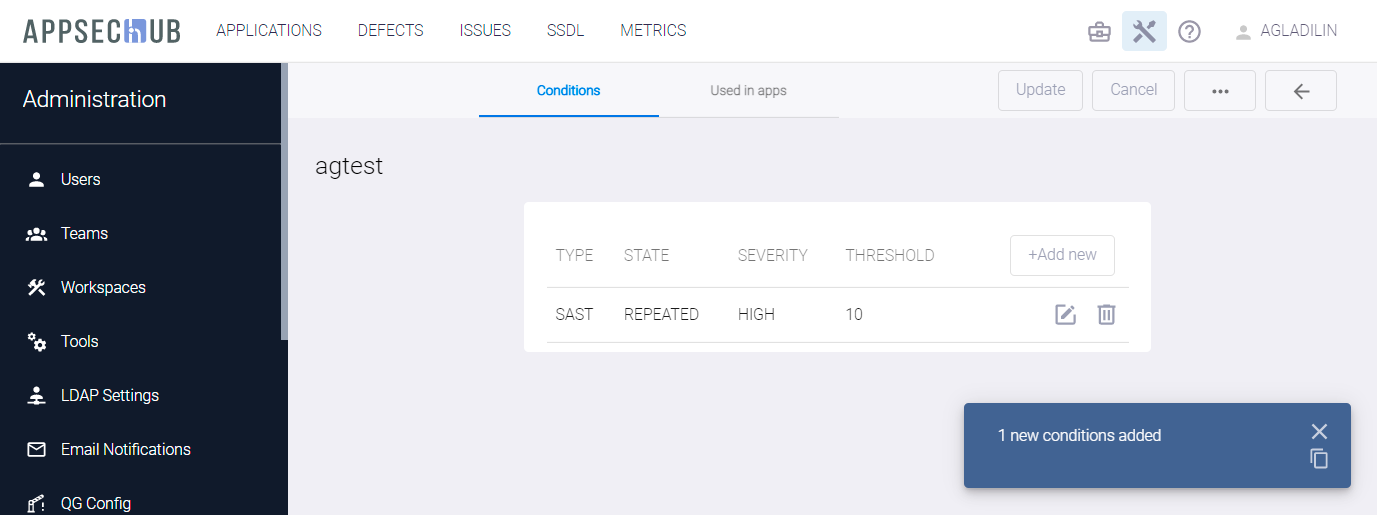 APPSECHUB APPLICATIONS DEFECTS ISSUES SSDL METRICS AGLADILIN
Administration
Conditions Used in apps Update Cancel
agtest
Users
Teams
Workspaces
Tools
LDAP Settings
Email Notifications
QG Config
TYPE STATE SEVERITY THRESHOLD +Add new
SAST REPEATED HIGH 10
1 new conditions added